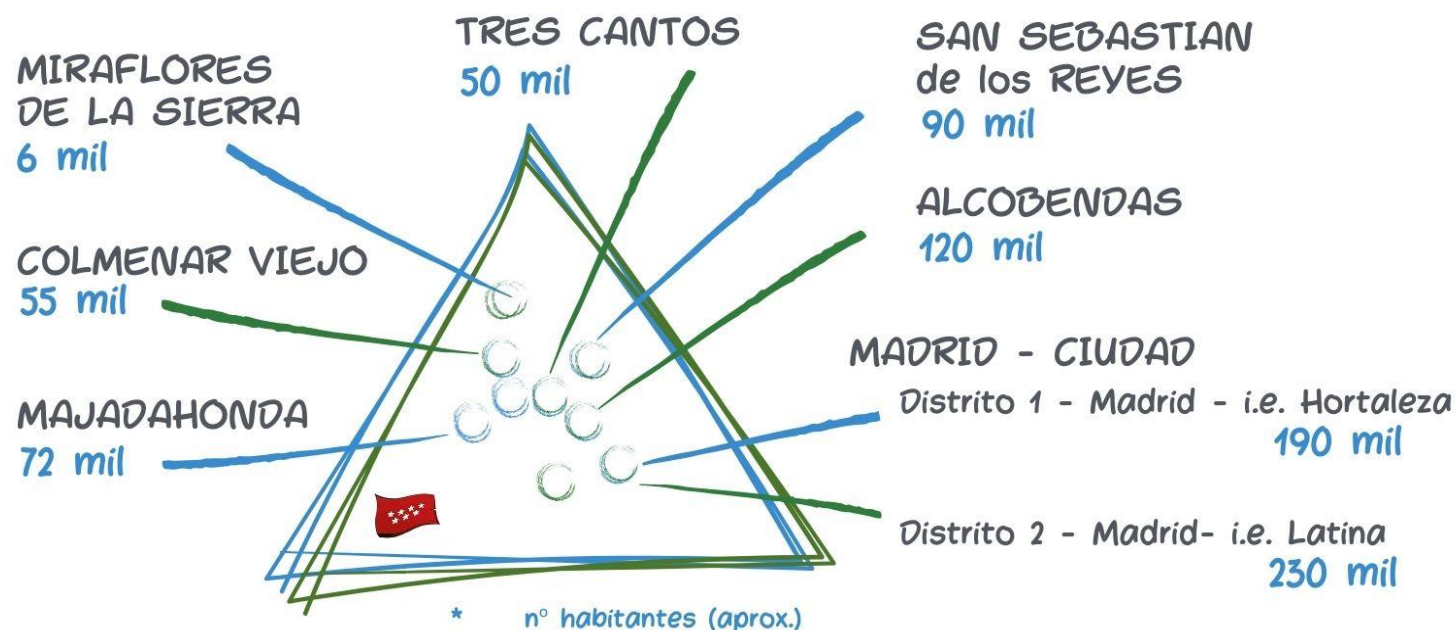 MIRAFLORES
DE LA SIERRA
6 mil
TRES CANTOS
50 mil
SAN SEBASTIAN
de los REYES
90 mil
COLMENAR VIEJO
55 mil
ALCOBENDAS
120 mil
MAJADAHONDA
72 mil
MADRID - CIUDAD
Distrito 1 - Madrid - i.e. Hortaleza
190 mil
Distrito 2 - Madrid- i.e. Latina
230 mil
* nº habitantes (aprox.)